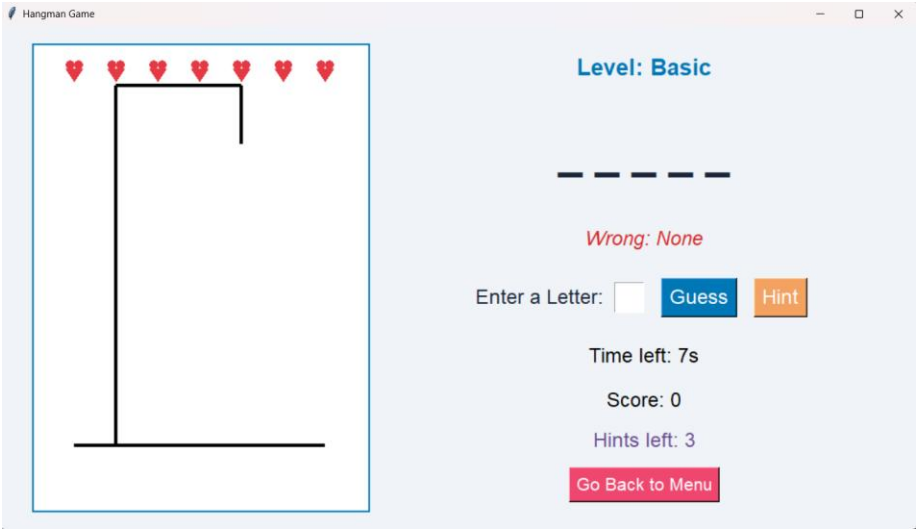 Hangman Game
Level: Basic
_ _ _ _ _
Wrong: None
Enter a Letter: Guess Hint
Time left: 7s
Score: 0
Hints left: 3
Go Back to Menu